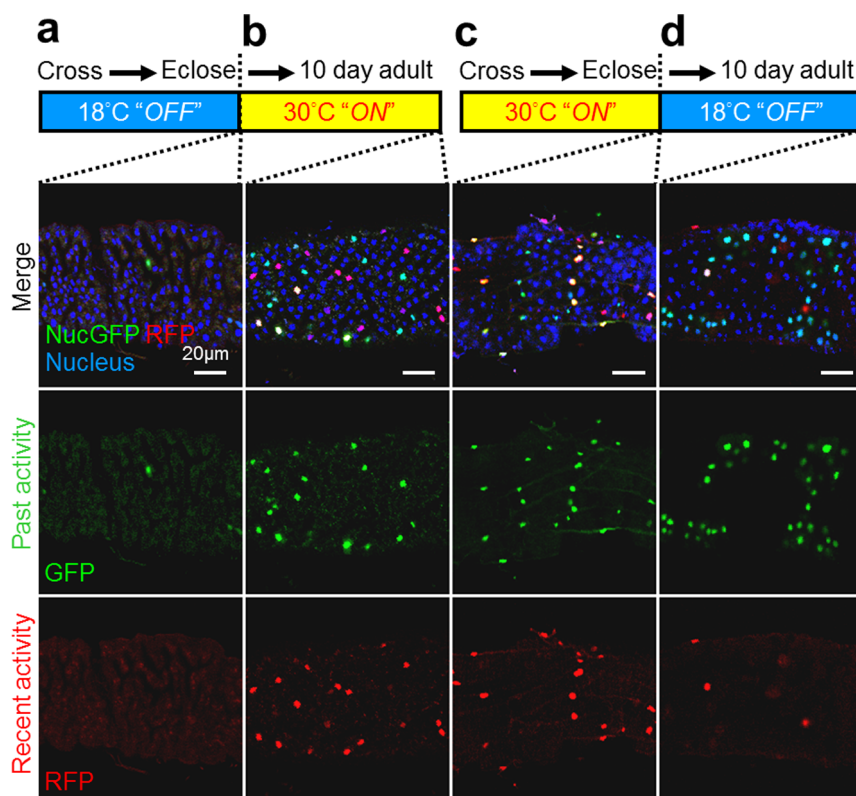 a b c d
Cross → Eclose → 10 day adult Cross → Eclose → 10 day adult
18°C “OFF” 30°C “ON” 30°C “ON” 18°C “OFF”
Merge
NucGFP RFP
Nucleus
20μm
Past activity
GFP
Recent activity
RFP